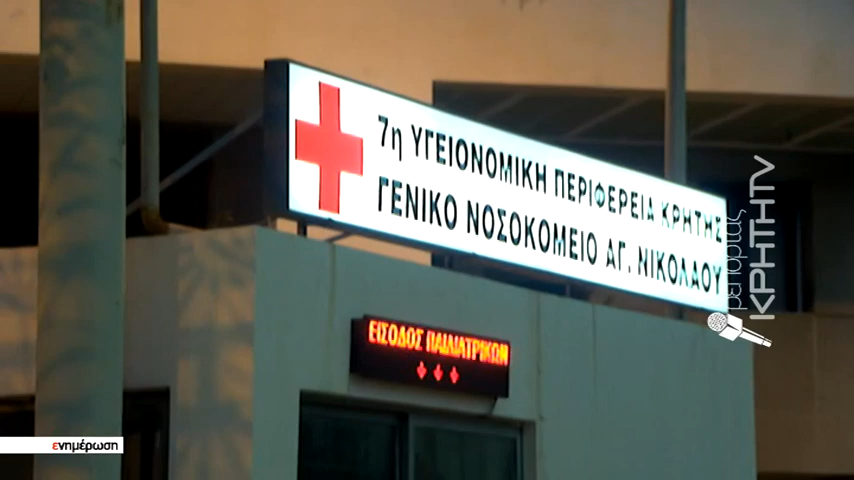 7η ΥΓΕΙΟΝΟΜΙΚΗ ΠΕΡΙΦΕΡΕΙΑ ΚΡΗΤΗΣ
ΓΕΝΙΚΟ ΝΟΣΟΚΟΜΕΙΟ ΑΓ. ΝΙΚΟΛΑΟΥ
ΕΙΣΟΔΟΣ ΠΑΙΔΙΑΤΡΙΚΩΝ
ρεπορτάζ
ΚΡΗΤΗTV
ενημέρωση